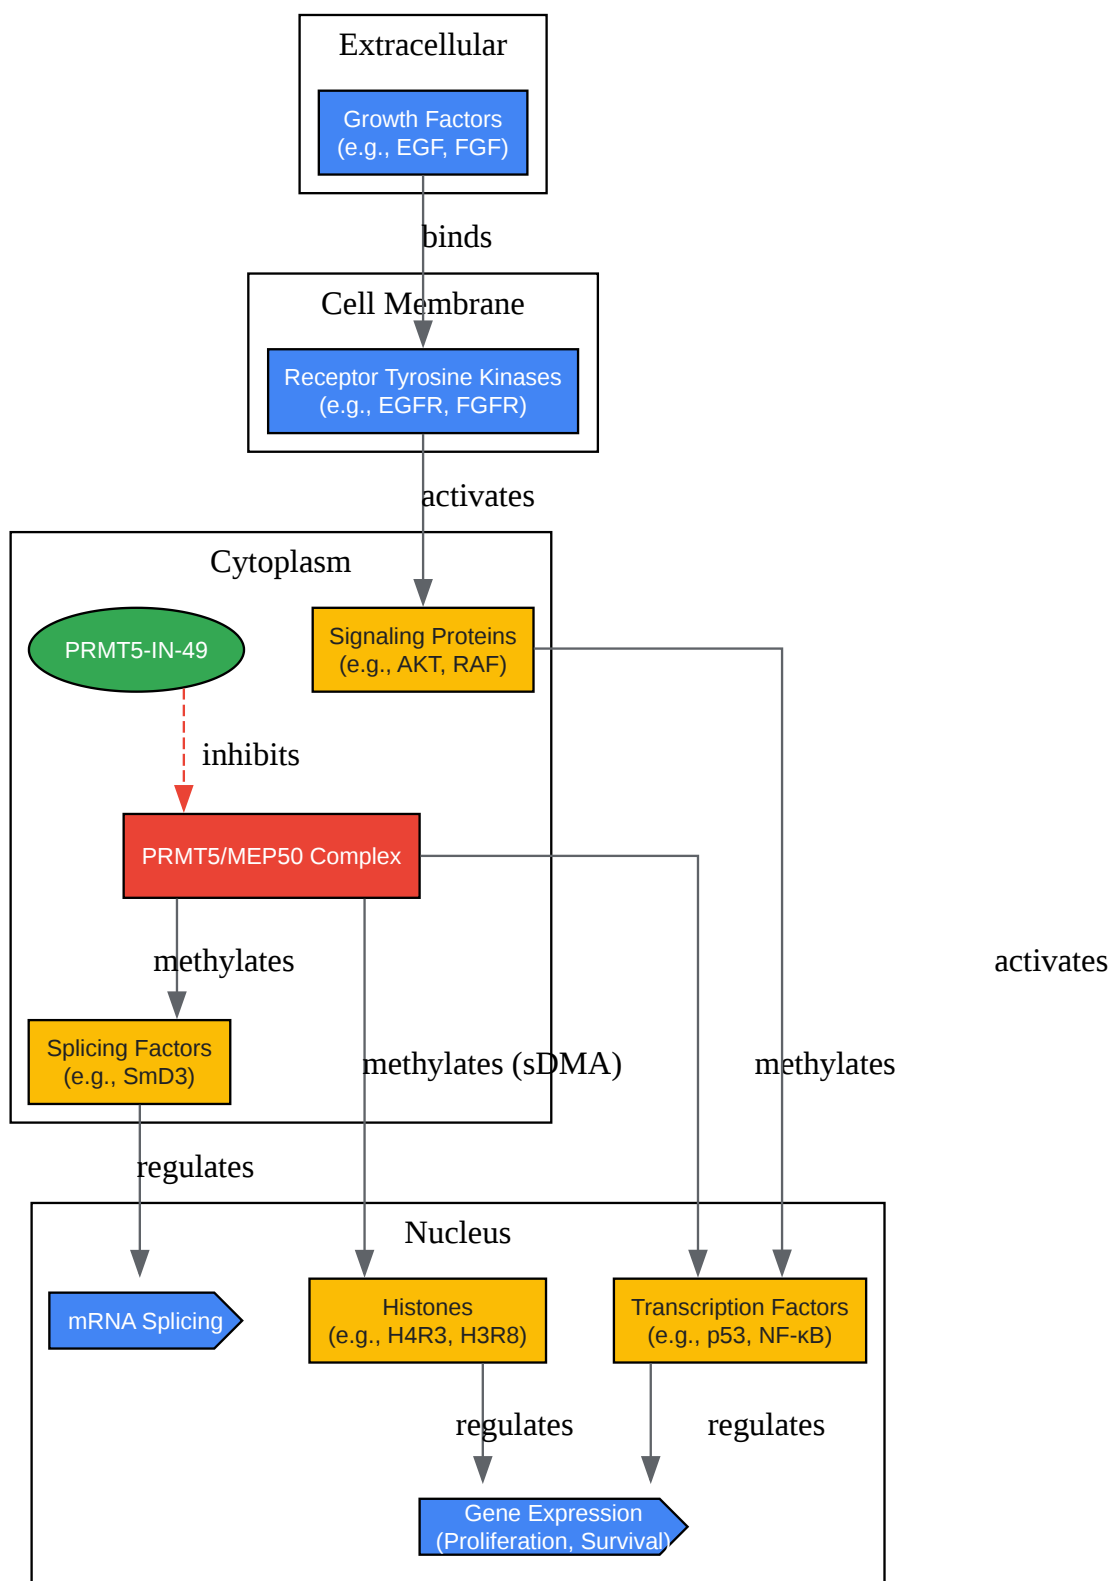 Extracellular
Growth Factors
(e.g., EGF, FGF)
binds
Cell Membrane
Receptor Tyrosine Kinases
(e.g., EGFR, FGFR)
activates
Cytoplasm
PRMT5-IN-49
Signaling Proteins
(e.g., AKT, RAF)
inhibits
PRMT5/MEP50 Complex
methylates
activates
Splicing Factors
(e.g., SmD3)
methylates (sDMA)
methylates
regulates
Nucleus
mRNA Splicing
Histones
(e.g., H4R3, H3R8)
Transcription Factors
(e.g., p53, NF-κB)
regulates
regulates
Gene Expression
(Proliferation, Survival)